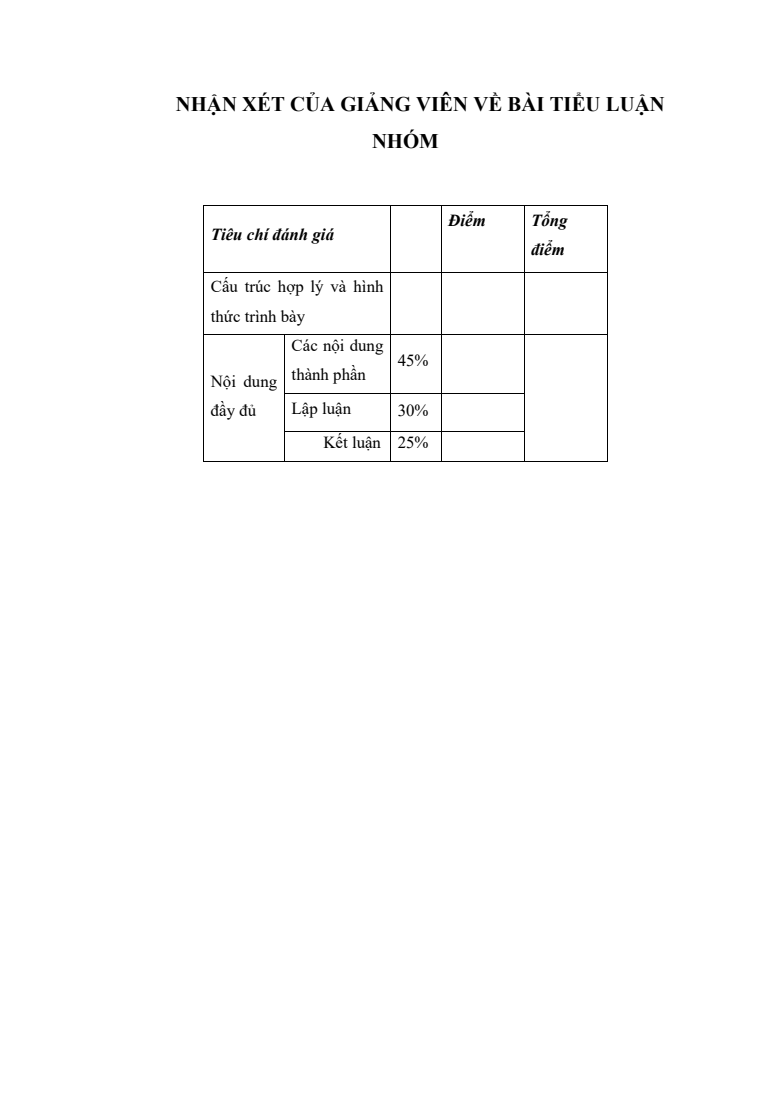 NHẬN XÉT CỦA GIẢNG VIÊN VỀ BÀI TIỂU LUẬN
NHÓM
Tiêu chí đánh giá
Điểm
Tổng
điểm
Cấu trúc hợp lý và hình
thức trình bày
Nội dung
đầy đủ
Các nội dung
thành phần
45%
Lập luận
30%
Kết luận
25%